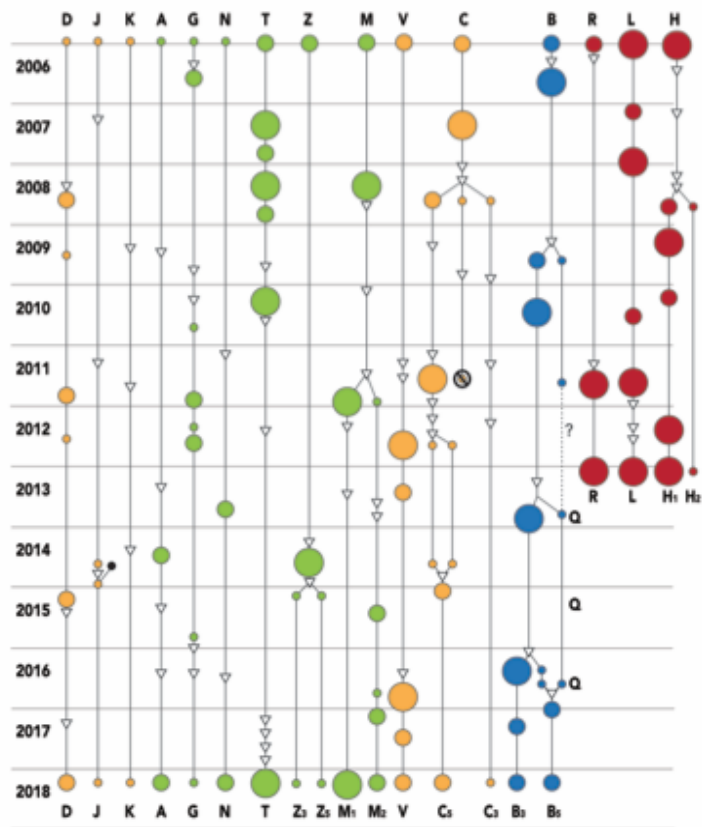 D J K A G N T Z M V C B R L H
2006
2007
2008
2009
2010
2011
2012
?
R L H1 H2
2013
Q
2014
2015
Q
2016
Q
2017
2018
D J K A G N T Z3 Z5 M1 M2 V C5 C3 B3 B5